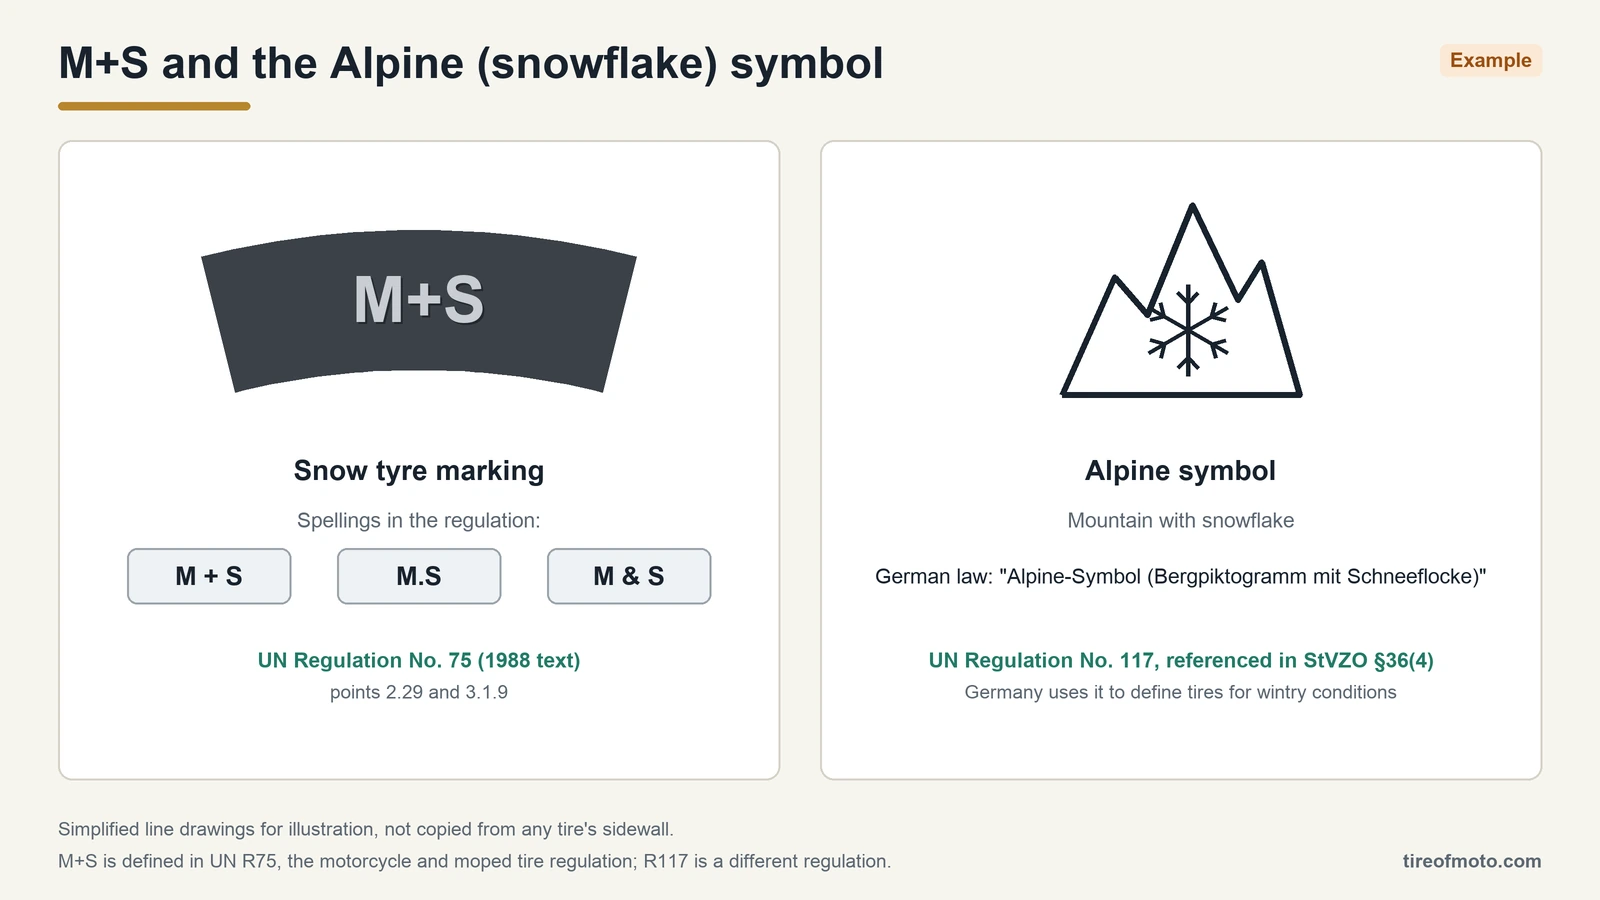 M+S and the Alpine (snowflake) symbol
Example
M+S
Snow tyre marking
Spellings in the regulation:
M + S
M.S
M & S
UN Regulation No. 75 (1988 text)
points 2.29 and 3.1.9
Alpine symbol
Mountain with snowflake
German law: "Alpine-Symbol (Bergpiktogramm mit Schneeflocke)"
UN Regulation No. 117, referenced in StVZO §36(4)
Germany uses it to define tires for wintry conditions
Simplified line drawings for illustration, not copied from any tire's sidewall.
M+S is defined in UN R75, the motorcycle and moped tire regulation; R117 is a different regulation.
tireofmoto.com